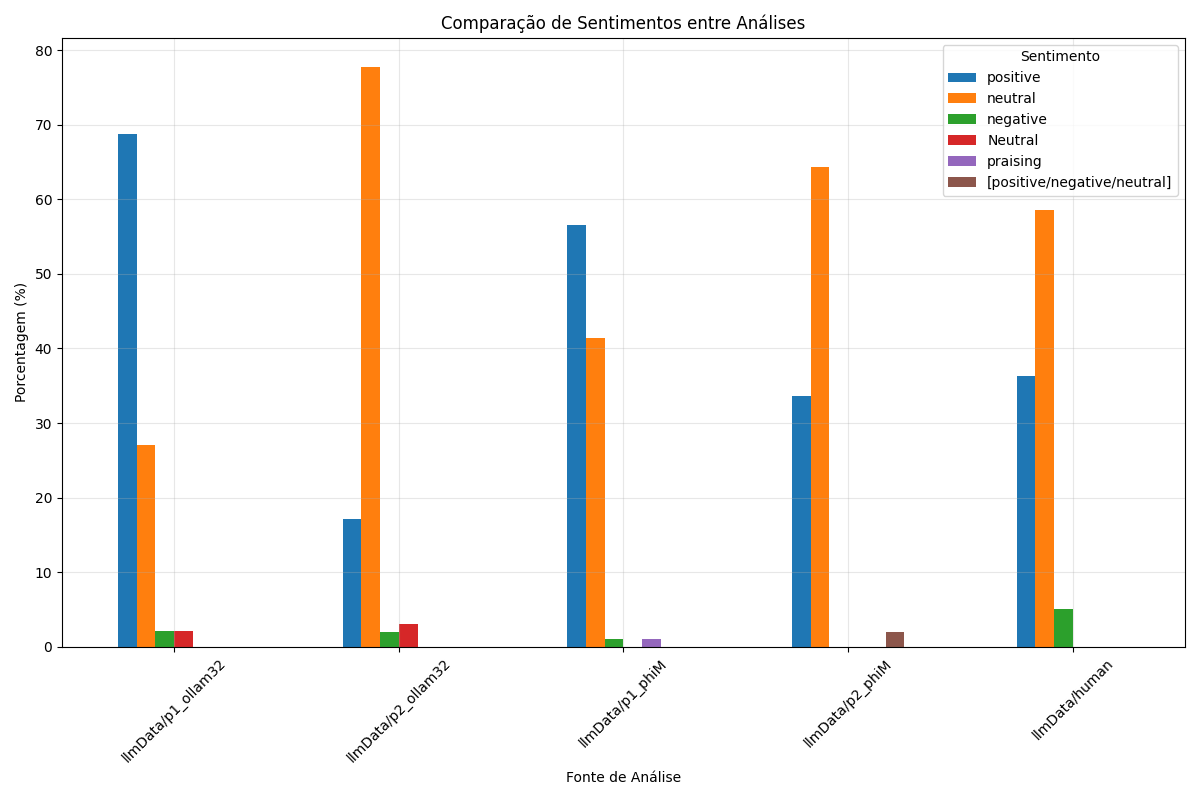 Comparação de Sentimentos entre Análises
Sentimento
positive
neutral
negative
Neutral
praising
[positive/negative/neutral]
Porcentagem (%)
80
70
60
50
40
30
20
10
0
llmData/p1_ollam32
llmData/p2_ollam32
llmData/p1_phiM
llmData/p2_phiM
llmData/human
Fonte de Análise